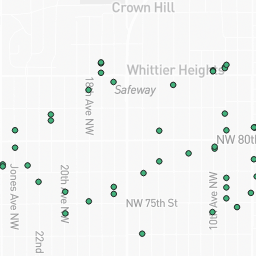 Crown Hill
Whittier Heights
Safeway
18th Ave NW
NW 80th
Jones Ave NW
20th Ave NW
10th Ave NW
NW 75th St
22nd